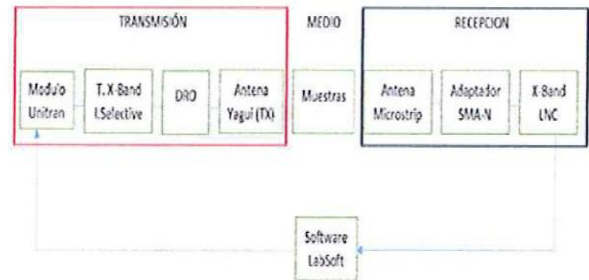 TRANSMISIÓN
MEDIO
RECEPCION
Modulo
Unitran
T. X-Band
I.Selective
DRO
Antena
Yagui (TX)
Muestras
Antena
Microstrip
Adaptador
SMA-N
X-Band
LNC
Software
LabSoft